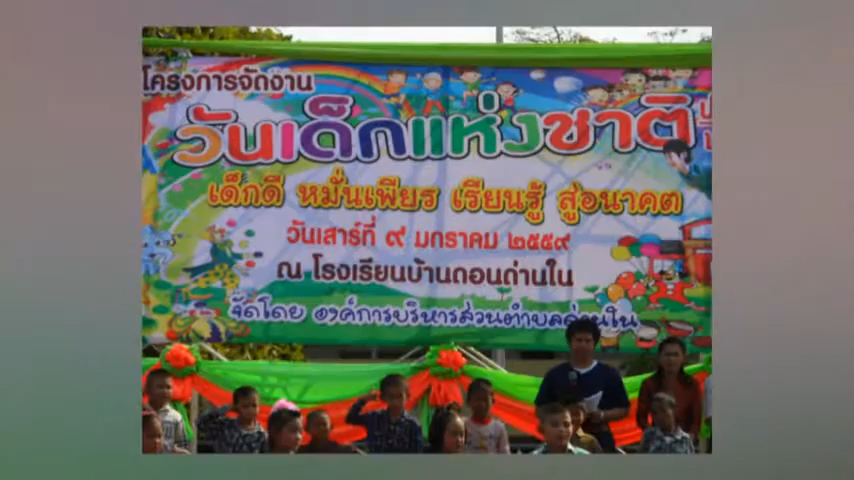 โครงการจัดงาน
วันเด็กแห่งชาติ
เด็กดี หมั่นเพียร เรียนรู้ สู่อนาคต
วันเสาร์ที่ ๙ มกราคม ๒๕๕๙
ณ โรงเรียนบ้านดอนด่านใน
จัดโดย องค์การบริหารส่วนตำบลด่านใน